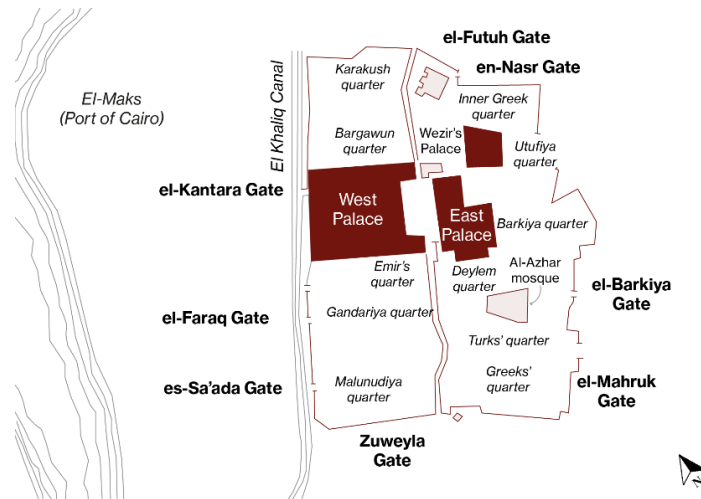 el-Futuh Gate
en-Nasr Gate
El-Maks
(Port of Cairo)
El Khaliq Canal
Karakush
quarter
Inner Greek
quarter
Bargawun
quarter
Wezir's
Palace
Utufiya
quarter
el-Kantara Gate
West
Palace
East
Palace
Barkiya quarter
Emir's
quarter
Deylem
quarter
Al-Azhar
mosque
el-Barkiya
Gate
el-Faraq Gate
Gandariya quarter
Turks' quarter
es-Sa'ada Gate
Malunudiya
quarter
Greeks'
quarter
el-Mahruk
Gate
Zuweyla
Gate
N